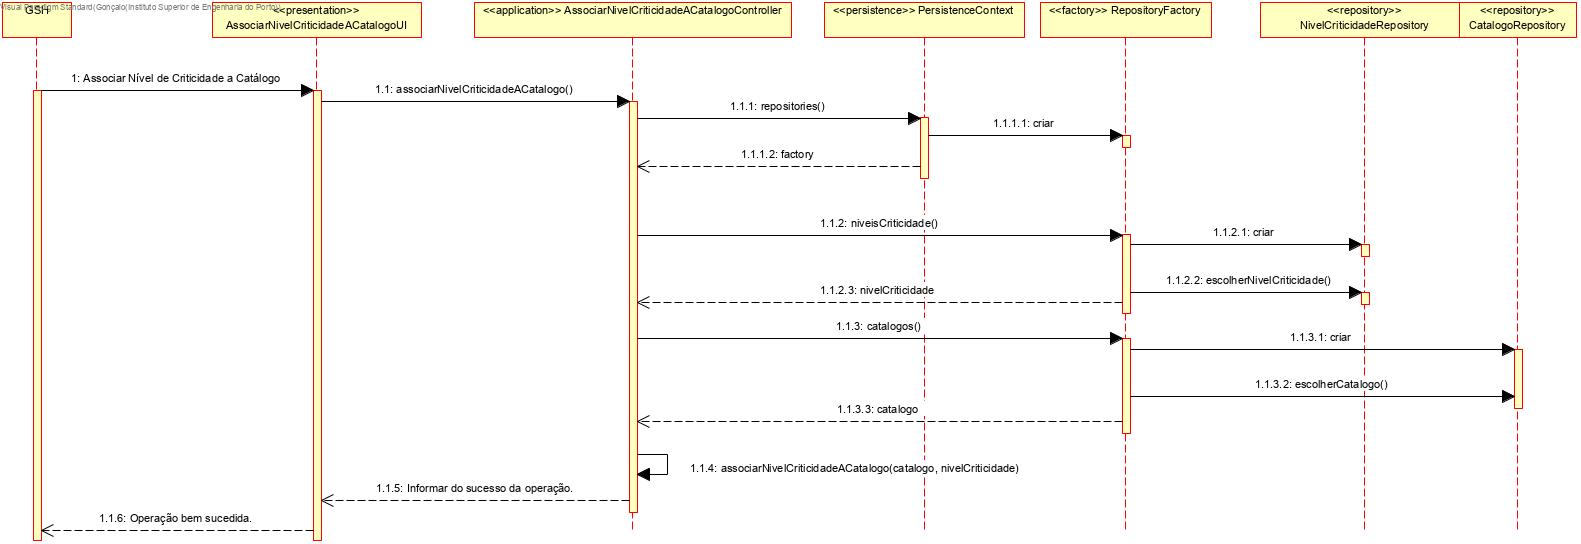 Visual Paradigm Standard(Gonçalo(Instituto Superior de Engenharia do Porto))
GSH
<<presentation>>
AssociarNivelCriticidadeACatalogoUI
<<application>> AssociarNivelCriticidadeACatalogoController
<<persistence>> PersistenceContext
<<factory>> RepositoryFactory
<<repository>>
NivelCriticidadeRepository
<<repository>>
CatalogoRepository
1: Associar Nível de Criticidade a Catálogo
1.1: associarNivelCriticidadeACatalogo()
1.1.1: repositories()
1.1.1.1: criar
1.1.1.2: factory
1.1.2: niveisCriticidade()
1.1.2.1: criar
1.1.2.2: escolherNivelCriticidade()
1.1.2.3: nivelCriticidade
1.1.3: catalogos()
1.1.3.1: criar
1.1.3.2: escolherCatalogo()
1.1.3.3: catalogo
1.1.4: associarNivelCriticidadeACatalogo(catalogo, nivelCriticidade)
1.1.5: Informar do sucesso da operação.
1.1.6: Operação bem sucedida.